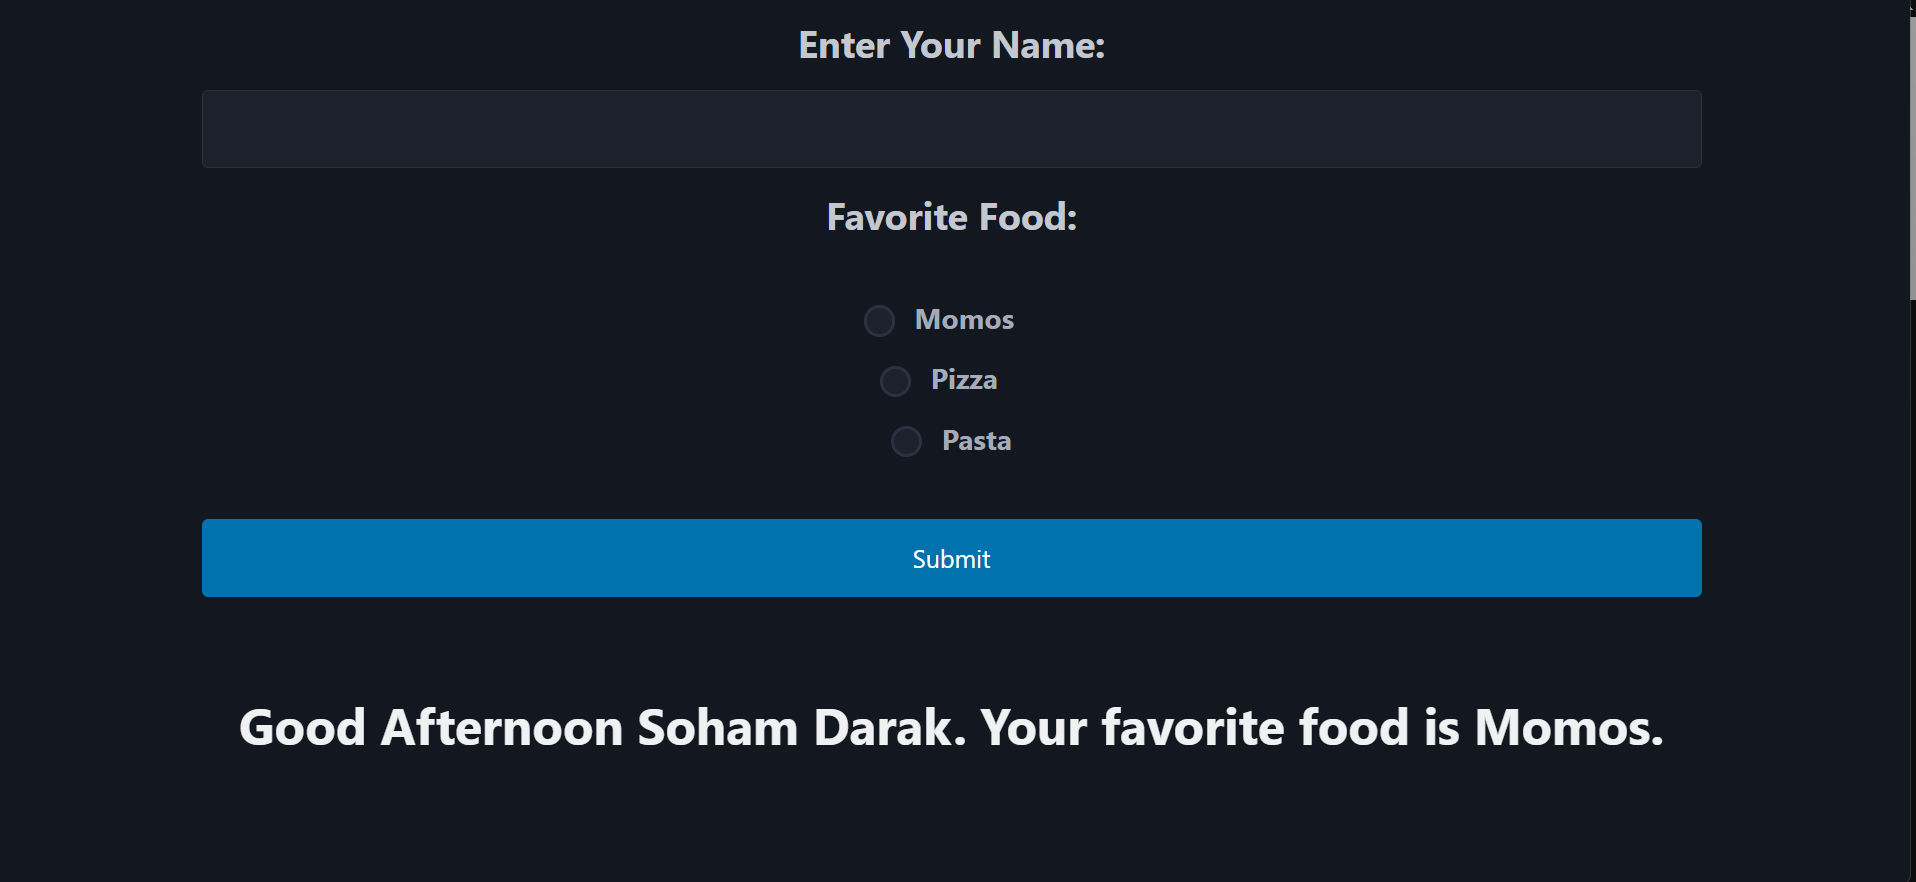 Enter Your Name:
Favorite Food:
Momos
Pizza
Pasta
Submit
Good Afternoon Soham Darak. Your favorite food is Momos.